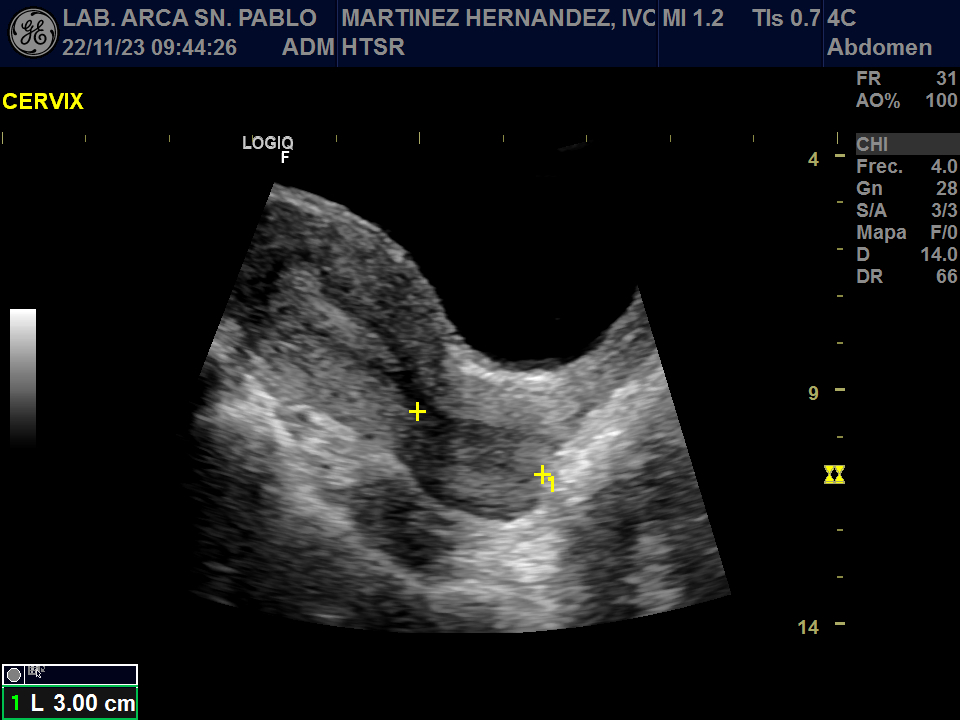 LAB. ARCA SN. PABLO
22/11/23 09:44:26 ADM
MARTINEZ HERNANDEZ, IVC
HTSR
MI 1.2 TIs 0.7
4C
Abdomen
CERVIX
FR 31
AO% 100
LOGIQ
F
CHI
Frec. 4.0
Gn 28
S/A 3/3
Mapa F/0
D 14.0
DR 66
4
9
14
1
1 L 3.00 cm